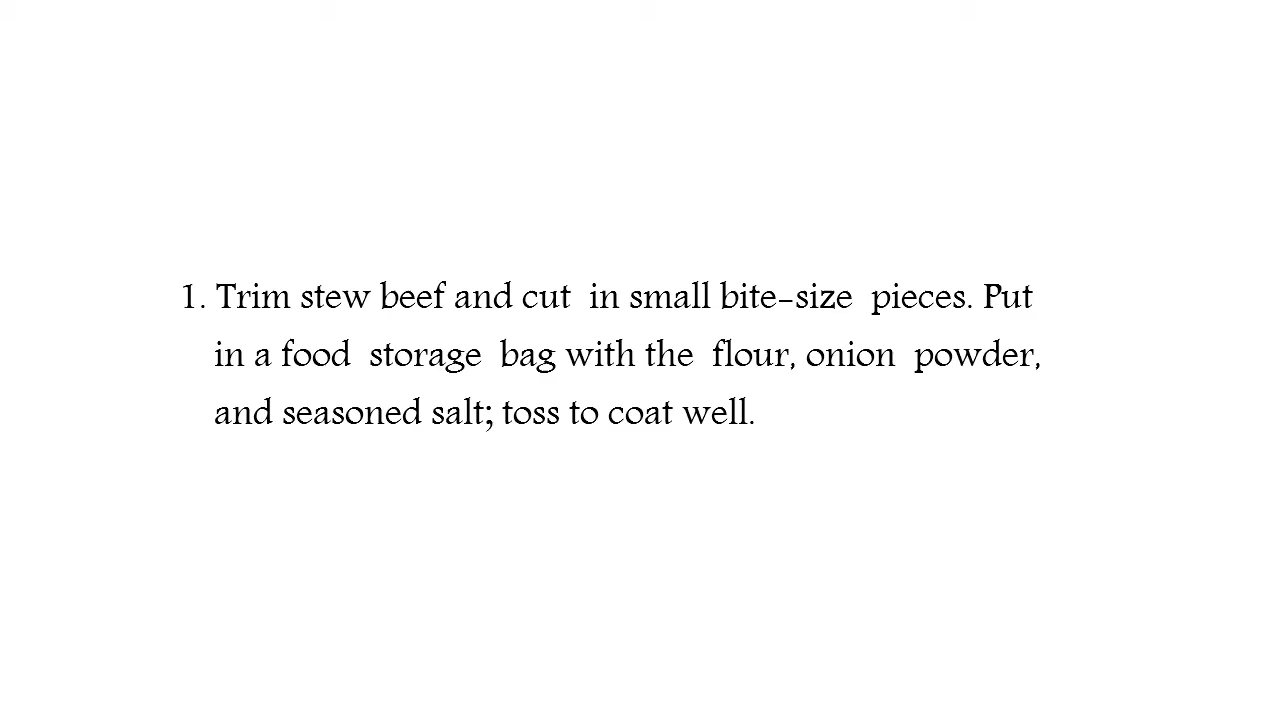 1. Trim stew beef and cut in small bite-size pieces. Put
in a food storage bag with the flour, onion powder,
and seasoned salt; toss to coat well.